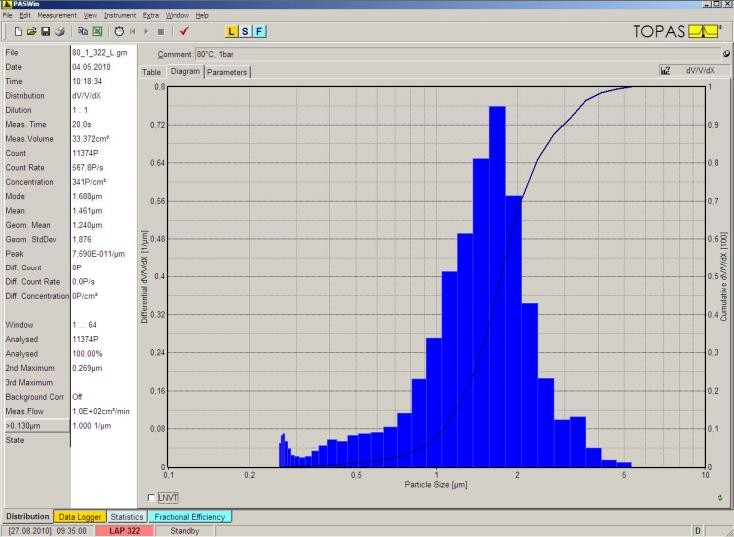 PASWin
File Edit Measurement View Instrument Extra Window Help
L S F
TOPAS
File 80_1_322_L.grn
Date 04.05.2010
Time 10:18:34
Distribution dV/V/dX
Dilution 1 : 1
Meas. Time 20,0s
Meas.Volume 33,372cm³
Count 11374P
Count Rate 567,8P/s
Concentration 341P/cm³
Mode 1,688µm
Mean 1,461µm
Geom. Mean 1,240µm
Geom. StdDev 1,876
Peak 7,590E-011/µm
Diff. Count 0P
Diff. Count Rate 0,0P/s
Diff. Concentration 0P/cm³
Window 1 ... 64
Analysed 11374P
Analysed 100,00%
2nd Maximum 0,269µm
3rd Maximum
Background Corr Off
Meas.Flow 1,0E+02cm³/min
>0,130µm 1,000 1/µm
State
Comment: 80°C, 1bar
Table Diagram Parameters
dV/V/dX
0,8
0,72
0,64
0,56
0,48
0,4
0,32
0,24
0,16
0,08
0
Differential dV/V/dX [1/µm]
1
0,9
0,8
0,7
0,6
0,5
0,4
0,3
0,2
0,1
0
Cumulative dV/V/dX [100]
0,1 0,2 0,5 1 2 5 10
Particle Size [µm]
LNVT
Distribution Data Logger Statistics Fractional Efficiency
[27.08.2010] 09:35:00 LAP 322 Standby D